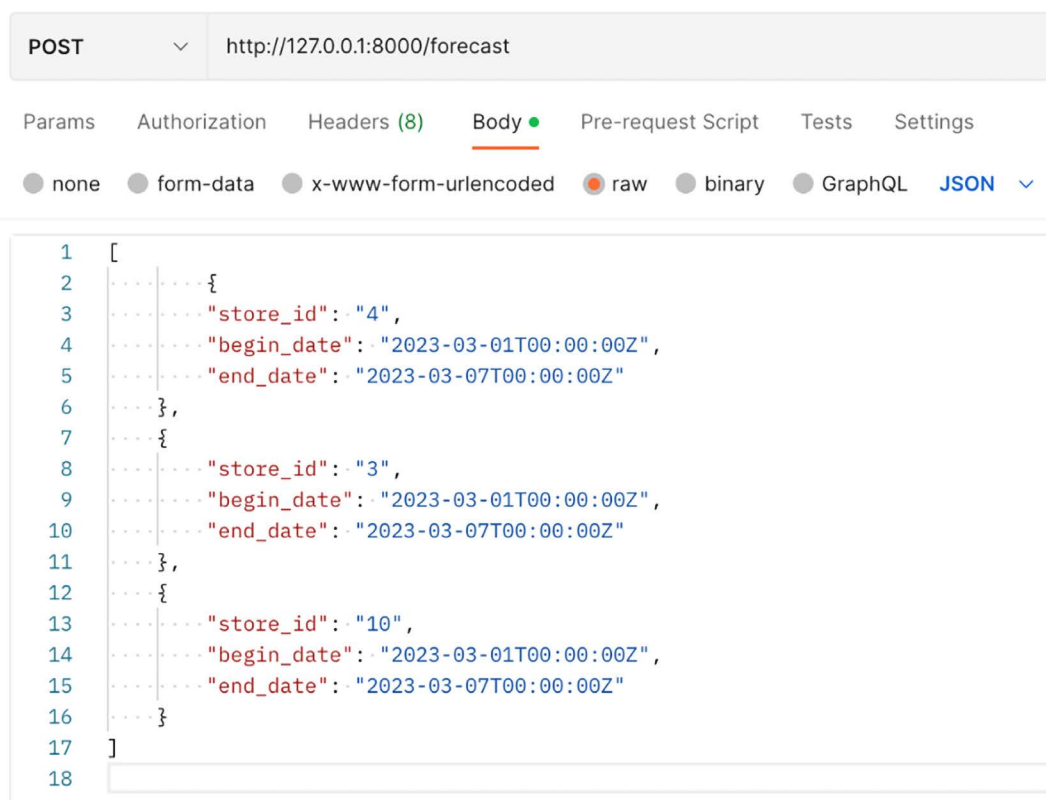 POST http://127.0.0.1:8000/forecast
Params Authorization Headers (8) Body Pre-request Script Tests Settings
none form-data x-www-form-urlencoded raw binary GraphQL JSON
1 [
2 {
3 "store_id": "4",
4 "begin_date": "2023-03-01T00:00:00Z",
5 "end_date": "2023-03-07T00:00:00Z"
6 },
7 {
8 "store_id": "3",
9 "begin_date": "2023-03-01T00:00:00Z",
10 "end_date": "2023-03-07T00:00:00Z"
11 },
12 {
13 "store_id": "10",
14 "begin_date": "2023-03-01T00:00:00Z",
15 "end_date": "2023-03-07T00:00:00Z"
16 }
17 ]
18